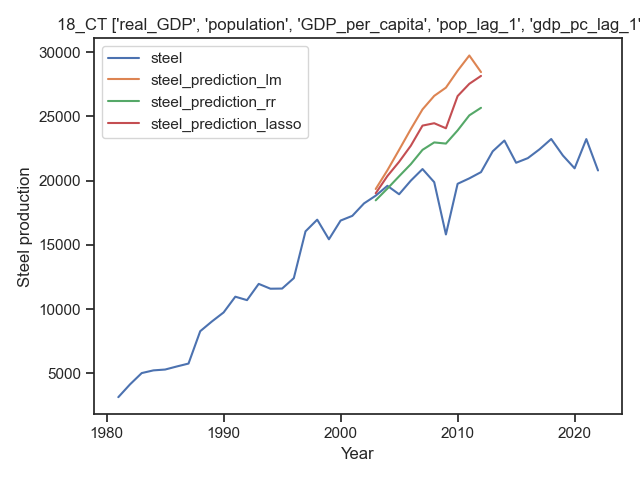 18_CT ['real_GDP', 'population', 'GDP_per_capita', 'pop_lag_1', 'gdp_pc_lag_1'
steel
steel_prediction_lm
steel_prediction_rr
steel_prediction_lasso
30000
25000
20000
15000
10000
5000
Steel production
1980
1990
2000
2010
2020
Year